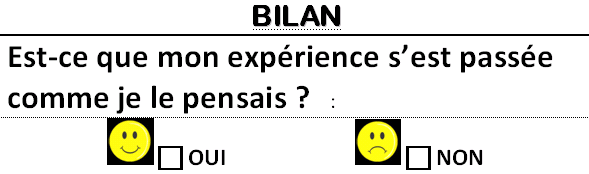 BILAN
Est-ce que mon expérience s’est passée
comme je le pensais ? :
OUI NON